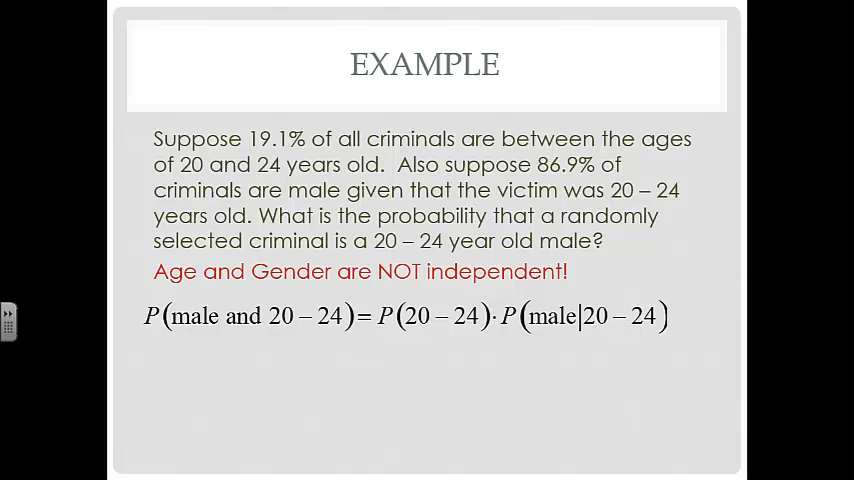 EXAMPLE
Suppose 19.1% of all criminals are between the ages
of 20 and 24 years old. Also suppose 86.9% of
criminals are male given that the victim was 20 – 24
years old. What is the probability that a randomly
selected criminal is a 20 – 24 year old male?
Age and Gender are NOT independent!
P(male and 20 – 24) = P(20 – 24) · P(male|20 – 24)